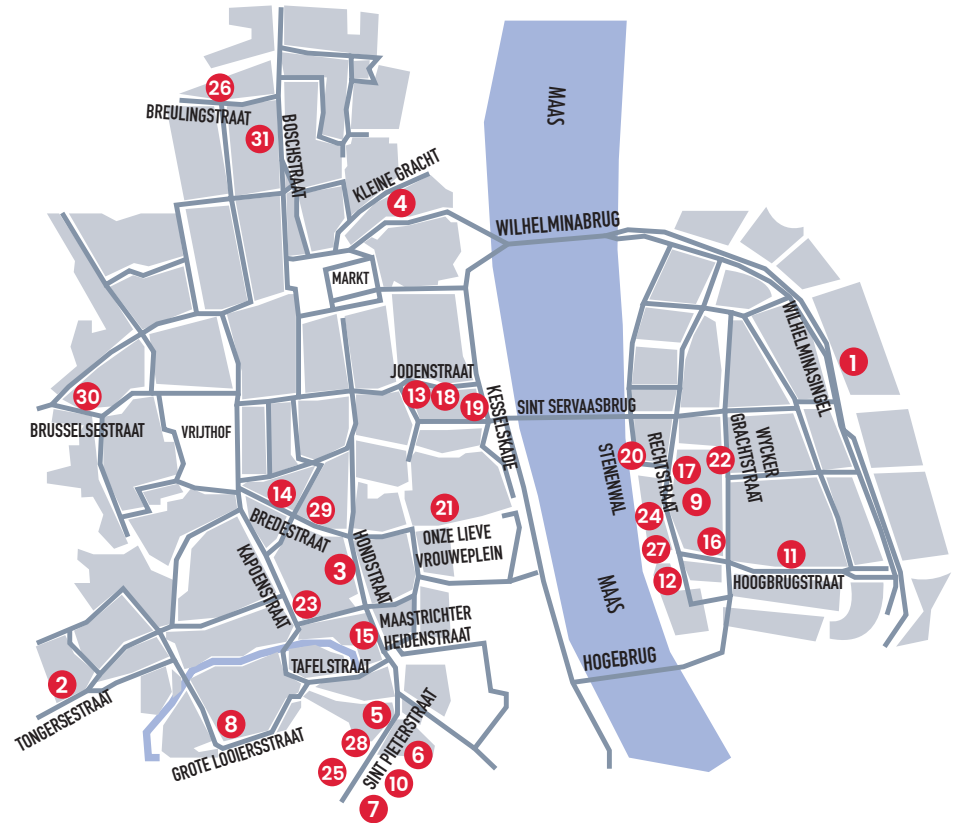 26
BREULINGSTRAAT
31
BOSCHSTRAAT
MAAS
KLEINE GRACHT
4
WILHELMINABRUG
MARKT
WILHELMINASINGEL
1
JODENSTRAAT
13
18
19
30
BRUSSELSESTRAAT
VRIJTHOF
KESSELSKADE
SINT SERVAASBRUG
STENENWAL
20
RECHTSTRAAT
17
22
WYCKER
GRACHTSTRAAT
9
14
29
BREDESTRAAT
21
ONZE LIEVE
VROUWEPLEIN
24
27
16
11
12
HOOGBRUGSTRAAT
HONDSTRAAT
KAPOENSTRAAT
3
23
MAAS
15
MAASTRICHTER
HEIDENSTRAAT
TAFELSTRAAT
HOGEBRUG
2
TONGERSESTRAAT
8
GROTE LOOIERSSTRAAT
5
28
25
SINT PIETERSTRAAT
6
10
7